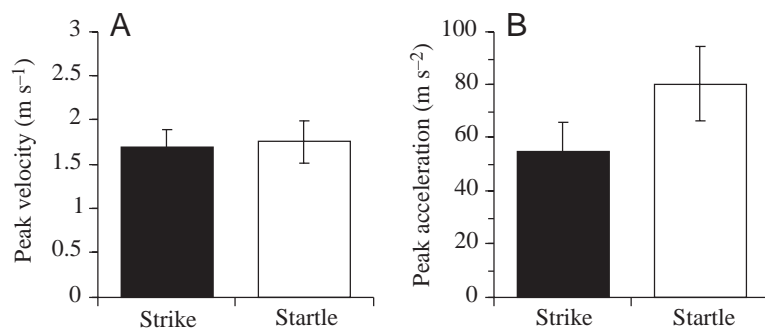 A
Peak velocity (m s⁻¹)
3
2.5
2
1.5
1
0.5
0
Strike
Startle
B
Peak acceleration (m s⁻²)
100
80
60
40
20
0
Strike
Startle